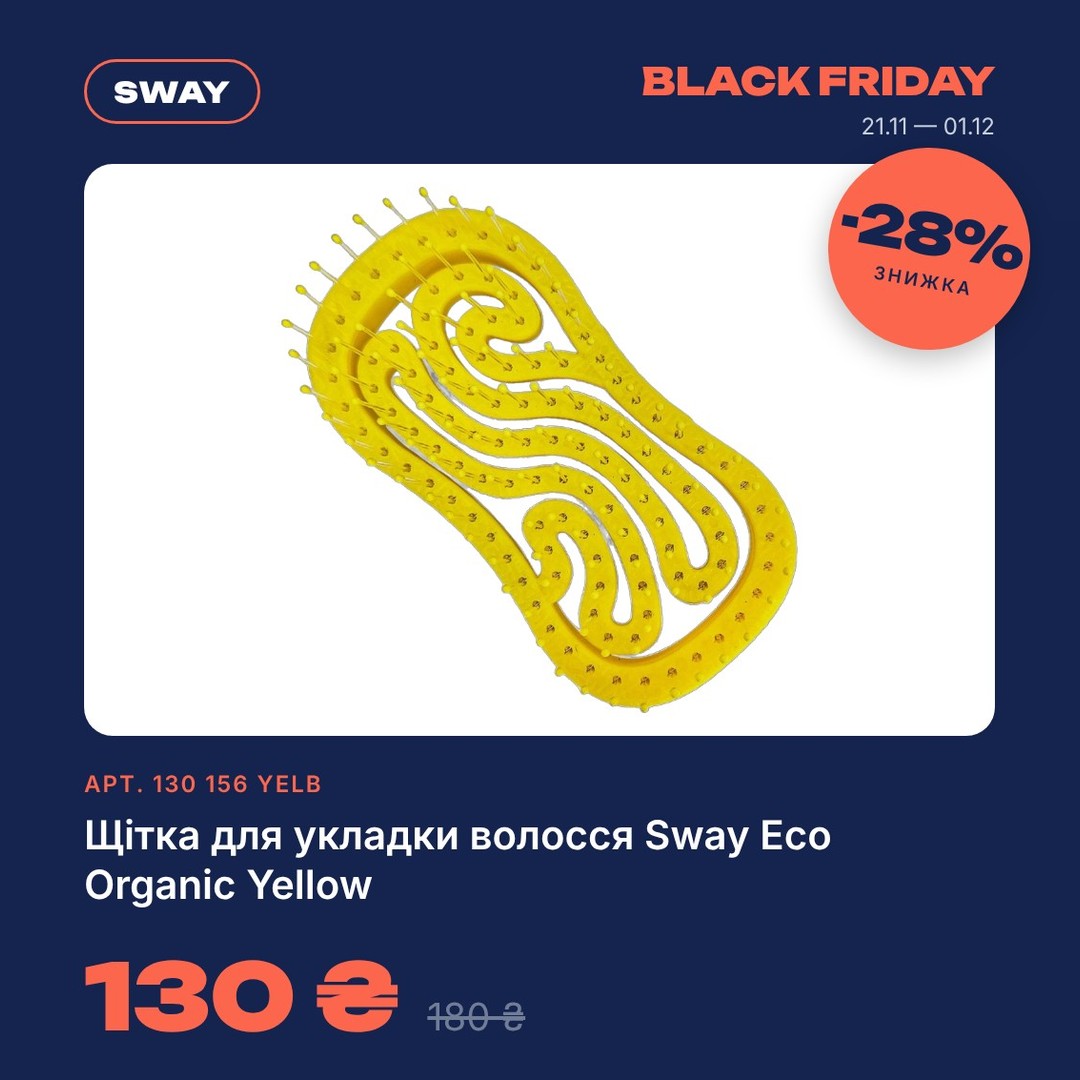 SWAY
BLACK FRIDAY
21.11 — 01.12
-28%
ЗНИЖКА
АРТ. 130 156 YELB
Щітка для укладки волосся Sway Eco
Organic Yellow
130 ₴
180 ₴